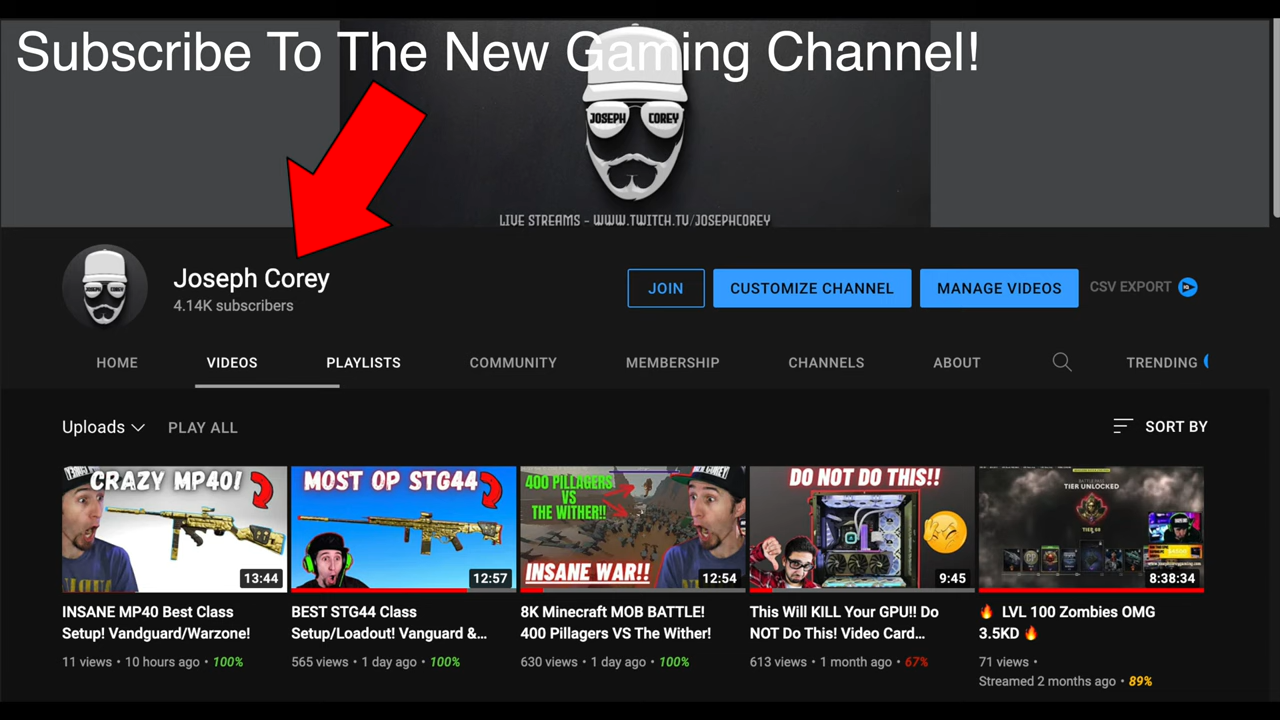 Subscribe To The New Gaming Channel!
JOSEPH COREY
LIVE STREAMS - WWW.TWITCH.TV/JOSEPHCOREY
Joseph Corey
4.14K subscribers
JOIN
CUSTOMIZE CHANNEL
MANAGE VIDEOS
CSV EXPORT
HOME
VIDEOS
PLAYLISTS
COMMUNITY
MEMBERSHIP
CHANNELS
ABOUT
TRENDING
Uploads
PLAY ALL
SORT BY
CRAZY MP40!
13:44
INSANE MP40 Best Class
Setup! Vandguard/Warzone!
11 views • 10 hours ago • 100%
MOST OP STG44
12:57
BEST STG44 Class
Setup/Loadout! Vanguard &...
565 views • 1 day ago • 100%
400 PILLAGERS
VS
THE WITHER!!
INSANE WAR!!
12:54
8K Minecraft MOB BATTLE!
400 Pillagers VS The Wither!
630 views • 1 day ago • 100%
DO NOT DO THIS!!
9:45
This Will KILL Your GPU!! Do
NOT Do This! Video Card...
613 views • 1 month ago • 67%
TIER UNLOCKED
8:38:34
🔥 LVL 100 Zombies OMG
3.5KD 🔥
71 views •
Streamed 2 months ago • 89%